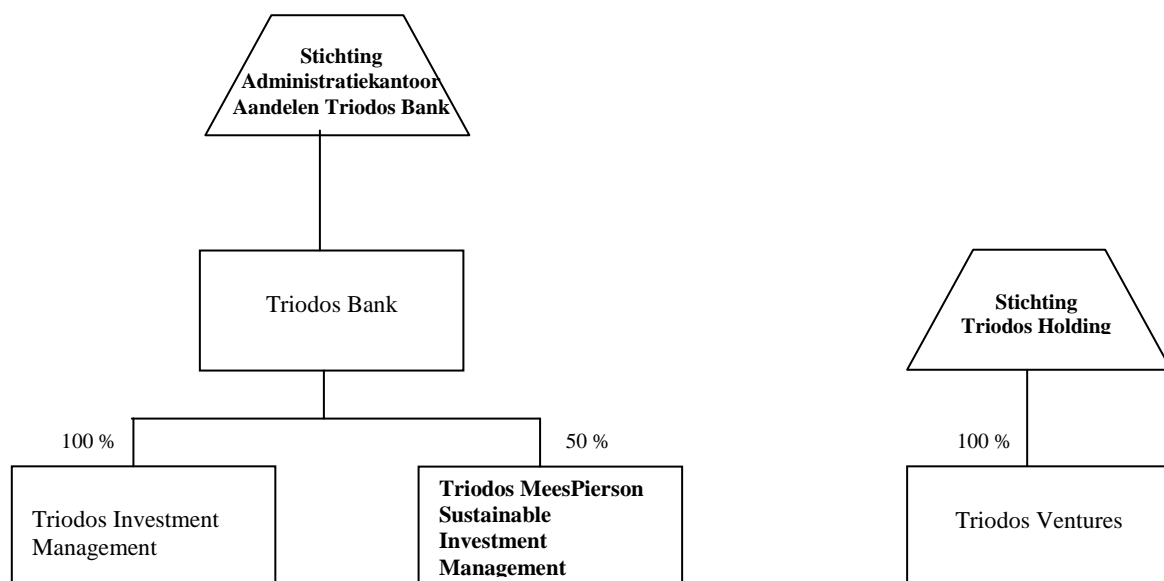 Stichting
Administratiekantoor
Aandelen Triodos Bank
Triodos Bank
Stichting
Triodos Holding
100 %
50 %
100 %
Triodos Investment
Management
Triodos MeesPierson
Sustainable
Investment
Management
Triodos Ventures